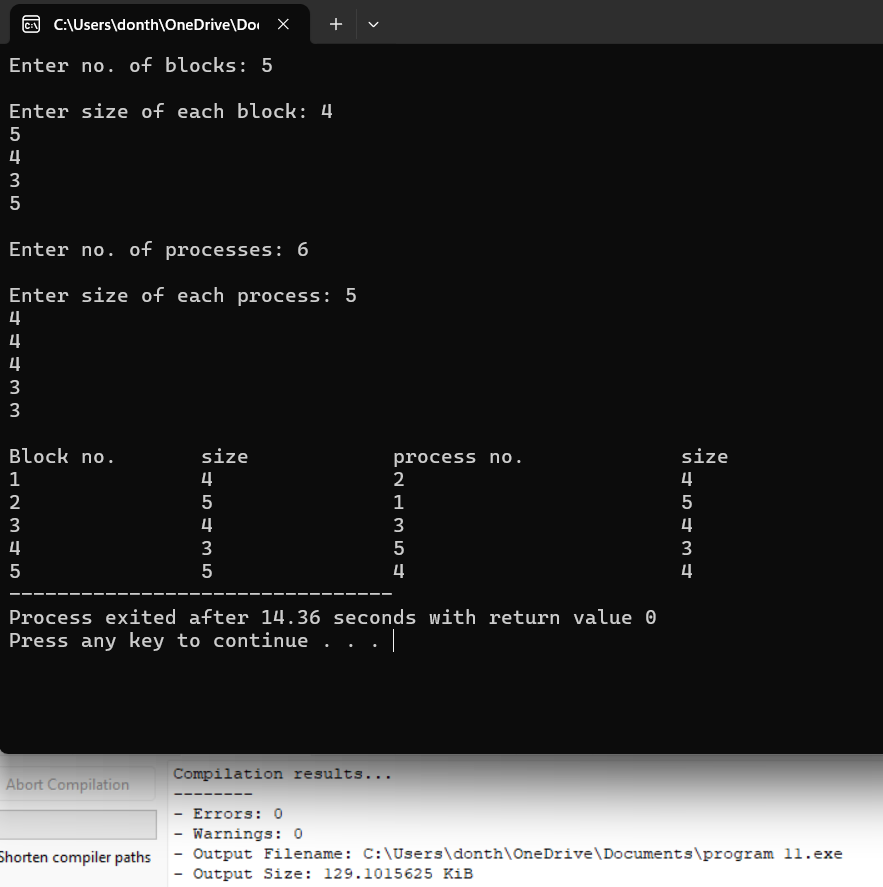 C:\Users\donth\OneDrive\Do
Enter no. of blocks: 5
Enter size of each block: 4
5
4
3
5
Enter no. of processes: 6
Enter size of each process: 5
4
4
4
3
3
Block no. size process no. size
1 4 2 4
2 5 1 5
3 4 3 4
4 3 5 3
5 5 4 4
--------------------------------
Process exited after 14.36 seconds with return value 0
Press any key to continue . . .
Abort Compilation
Shorten compiler paths
Compilation results...
--------
- Errors: 0
- Warnings: 0
- Output Filename: C:\Users\donth\OneDrive\Documents\program 11.exe
- Output Size: 129.1015625 KiB